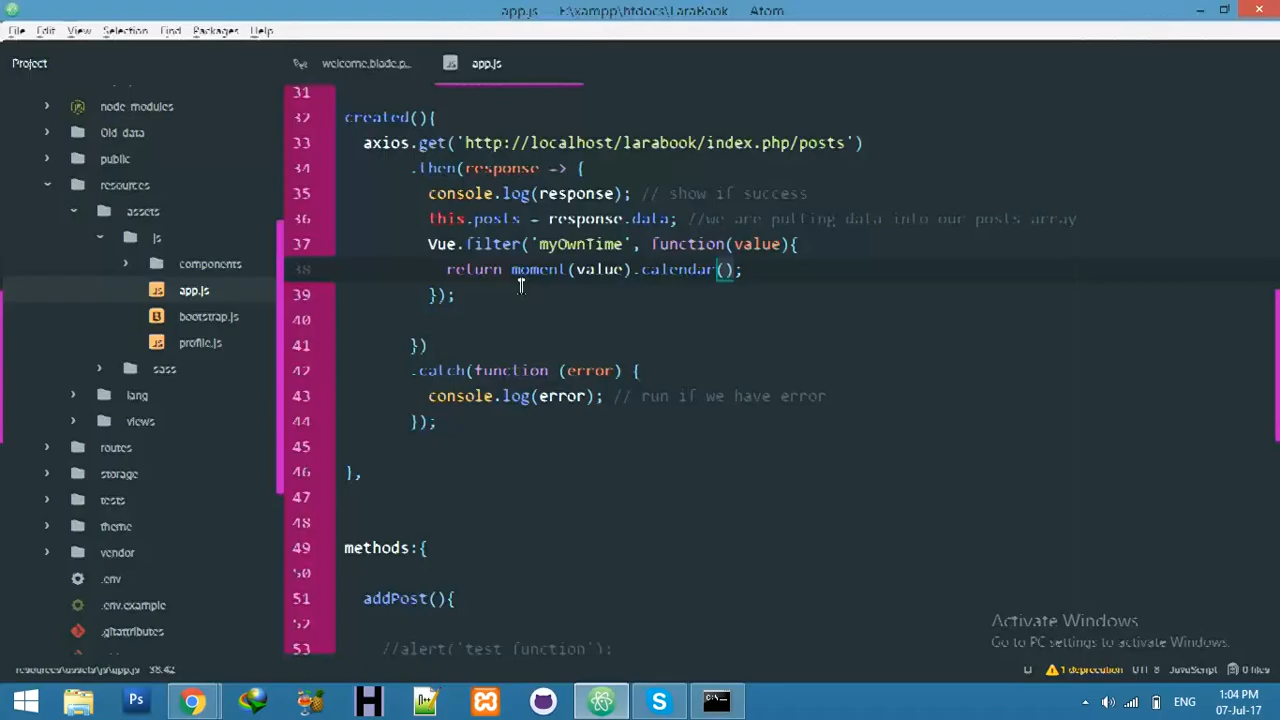 app.js — E:\xampp\htdocs\LaraBook — Atom
File Edit View Selection Find Packages Help
Project
welcome.blade.p...
app.js
node_modules
Old data
public
resources
assets
js
components
app.js
bootstrap.js
profile.js
sass
lang
views
routes
storage
tests
theme
vendor
.env
.env.example
.gitattributes
31
32 created(){
33 axios.get('http://localhost/larabook/index.php/posts')
34 .then(response => {
35 console.log(response); // show if success
36 this.posts = response.data; //we are putting data into our posts array
37 Vue.filter('myOwnTime', function(value){
38 return moment(value).calendar();
39 });
40
41 })
42 .catch(function (error) {
43 console.log(error); // run if we have error
44 });
45
46 },
47
48
49 methods:{
50
51 addPost(){
52
53 //alert('test function');
Activate Windows
Go to PC settings to activate Windows.
resources\assets\js\app.js 38:42
1 deprecation UTF-8 JavaScript 0 files
Ps
ENG
1:04 PM
07-Jul-17